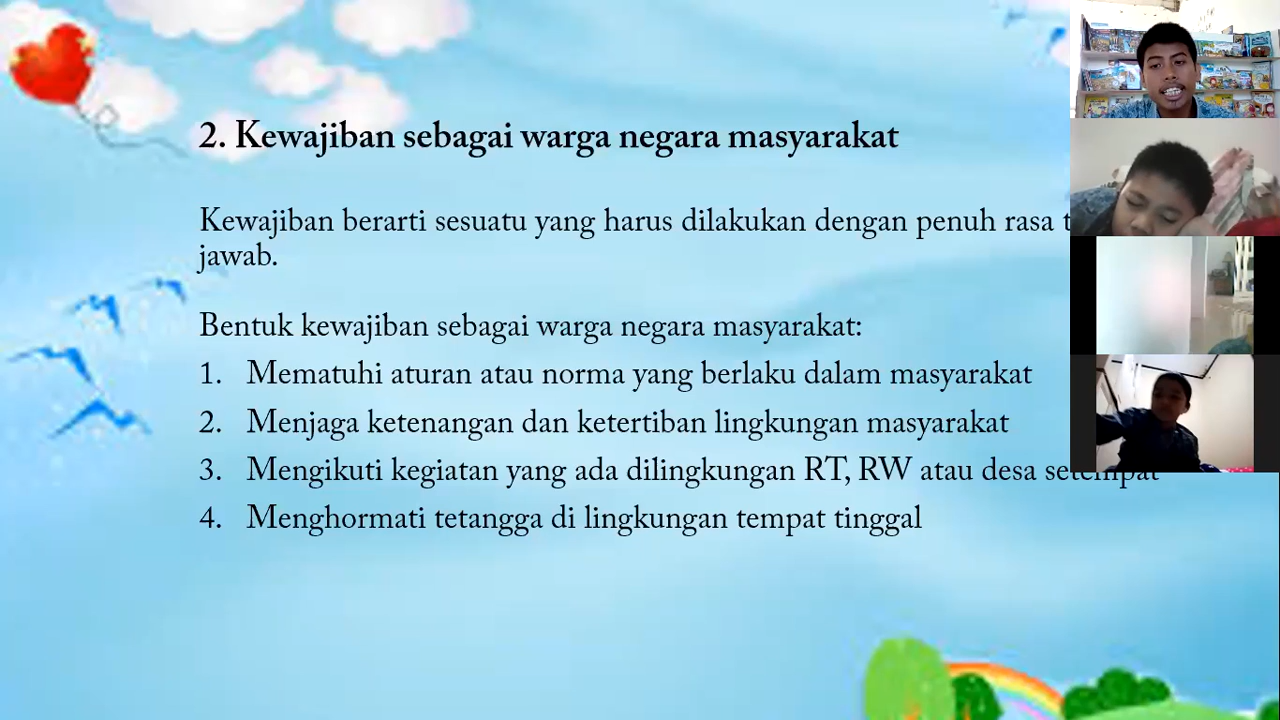 2. Kewajiban sebagai warga negara masyarakat
Kewajiban berarti sesuatu yang harus dilakukan dengan penuh rasa
jawab.
Bentuk kewajiban sebagai warga negara masyarakat:
1. Mematuhi aturan atau norma yang berlaku dalam masyarakat
2. Menjaga ketenangan dan ketertiban lingkungan masyarakat
3. Mengikuti kegiatan yang ada dilingkungan RT, RW atau desa setempat
4. Menghormati tetangga di lingkungan tempat tinggal